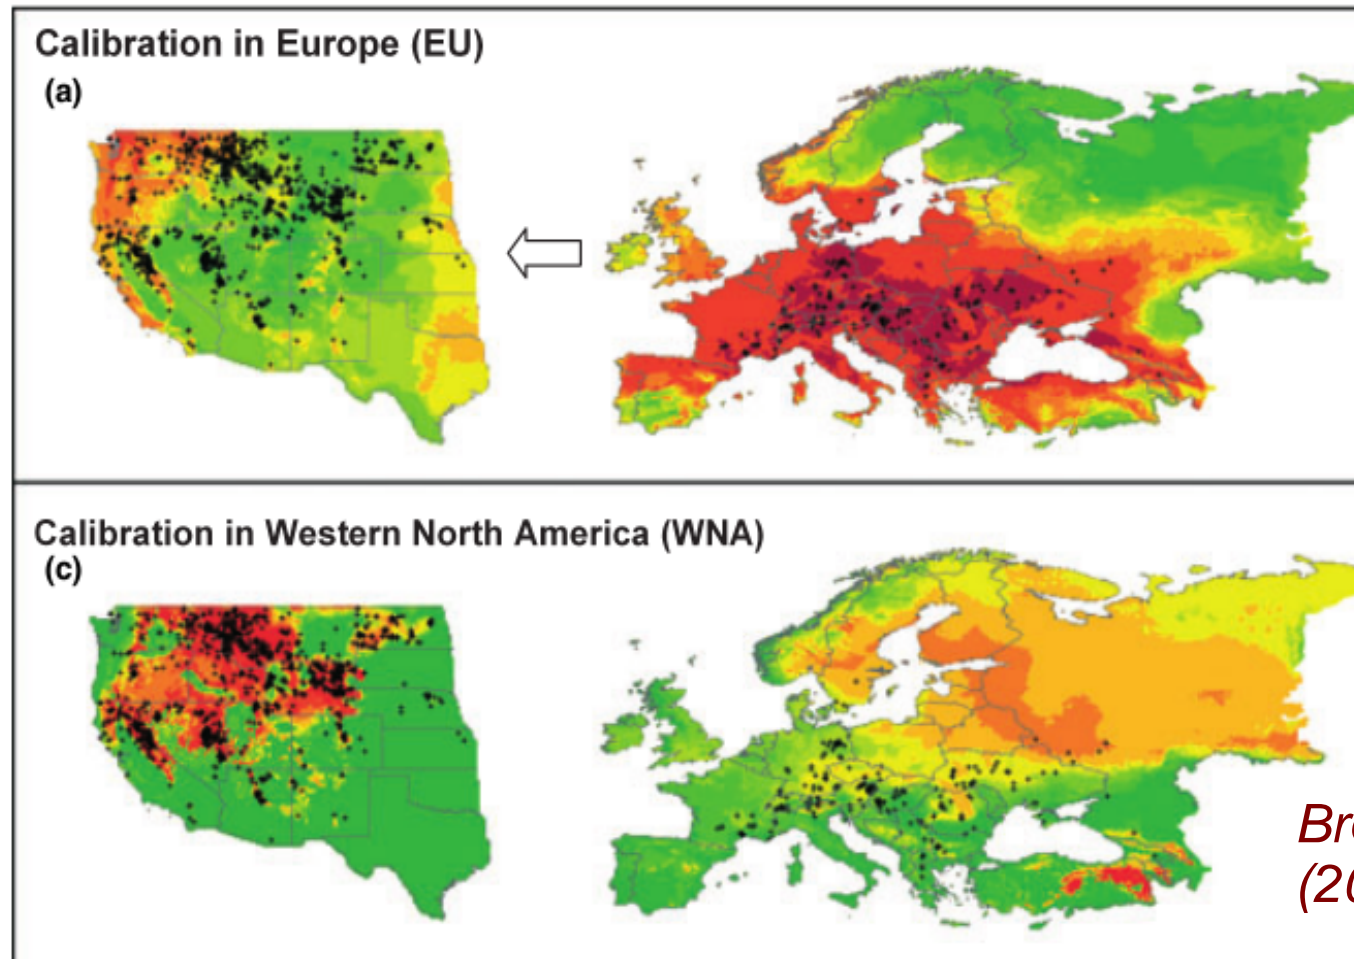 Calibration in Europe (EU)
(a)
Calibration in Western North America (WNA)
(c)